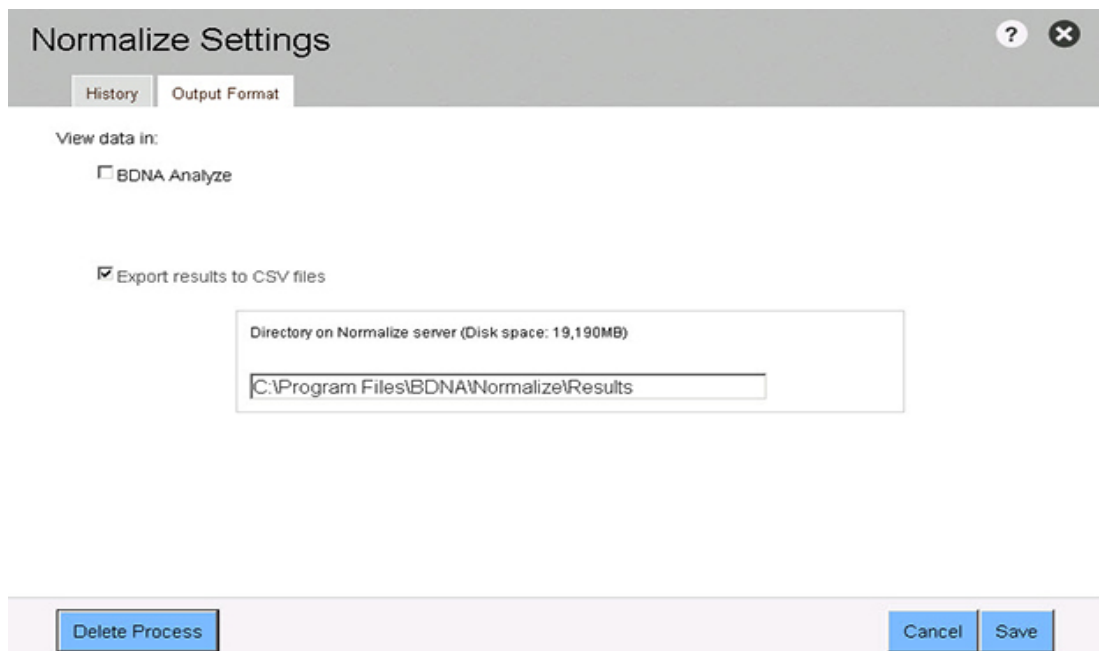 Normalize Settings
?
History
Output Format
View data in:
BDNA Analyze
Export results to CSV files
Directory on Normalize server (Disk space: 19,190MB)
C:\Program Files\BDNA\Normalize\Results
Delete Process
Cancel
Save